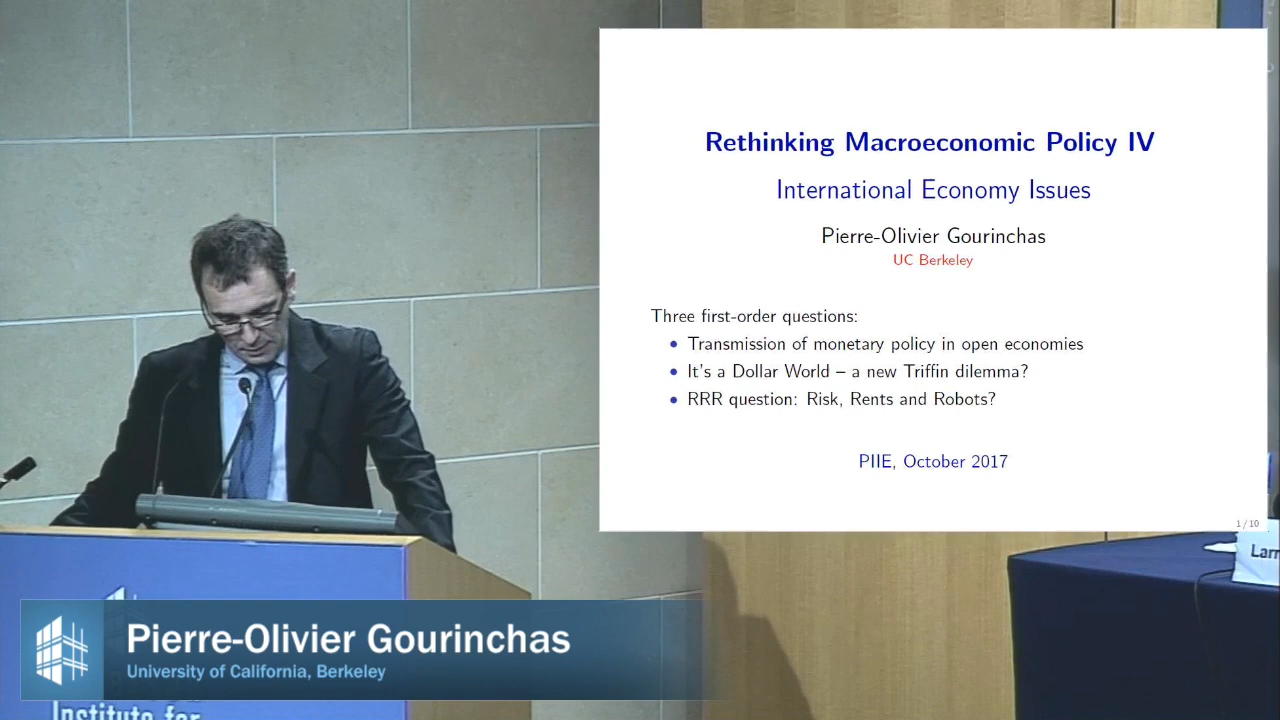 Rethinking Macroeconomic Policy IV
International Economy Issues
Pierre-Olivier Gourinchas
UC Berkeley
Three first-order questions:
• Transmission of monetary policy in open economies
• It's a Dollar World – a new Triffin dilemma?
• RRR question: Risk, Rents and Robots?
PIIE, October 2017
1 / 10
Larr
Pierre-Olivier Gourinchas
University of California, Berkeley
Institute for